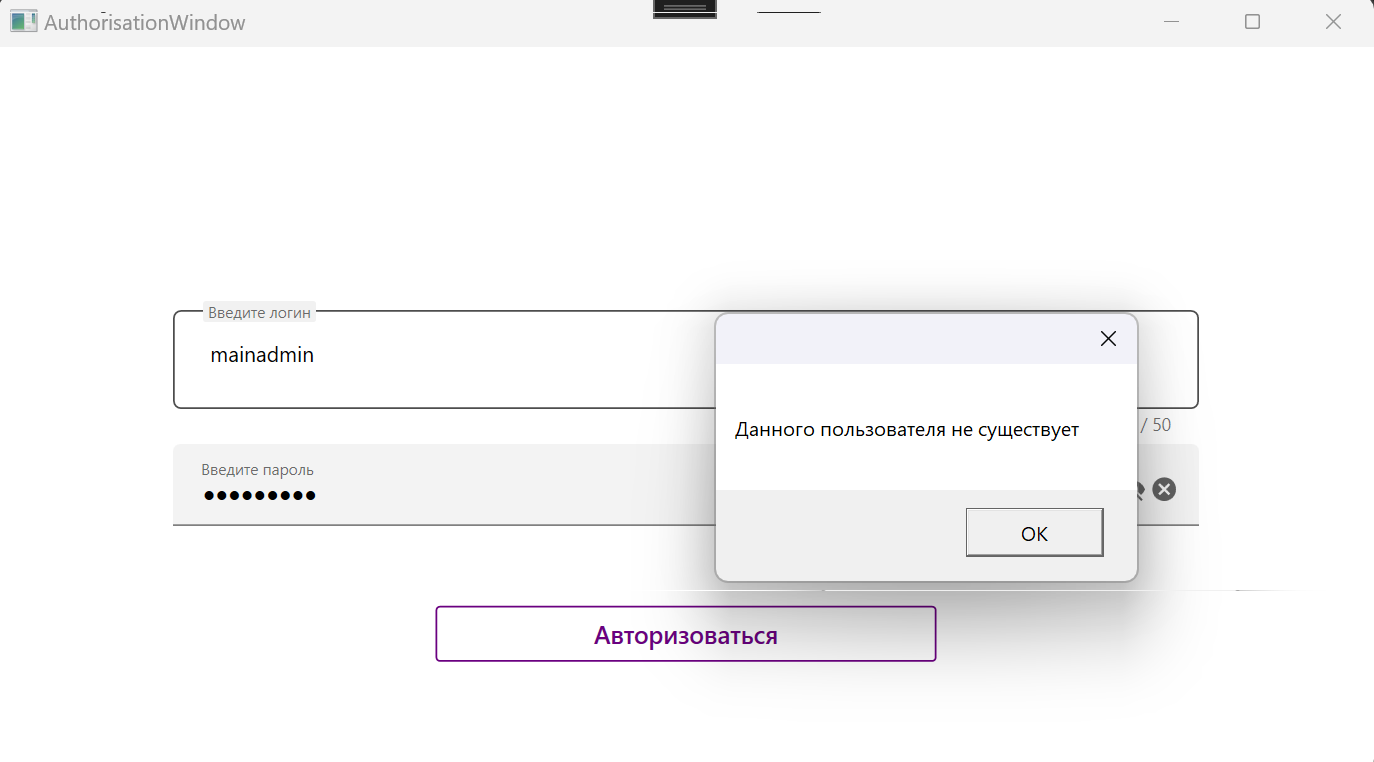 AuthorisationWindow
Введите логин
mainadmin
/ 50
Данного пользователя не существует
Введите пароль
OK
Авторизоваться